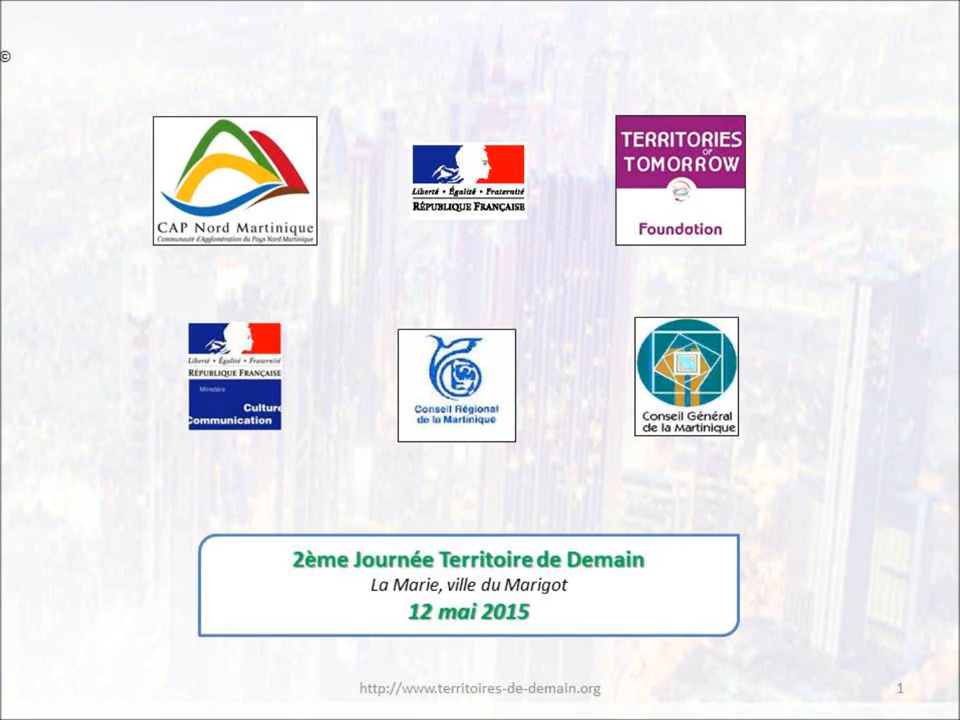 ©
CAP Nord Martinique
Communauté d'Agglomération du Pays Nord Martinique
Liberté • Égalité • Fraternité
RÉPUBLIQUE FRANÇAISE
TERRITORIES
OF
TOMORROW
Foundation
Liberté • Égalité • Fraternité
RÉPUBLIQUE FRANÇAISE
Ministère
Culture
Communication
Conseil Régional
de la Martinique
Conseil Général
de la Martinique
2ème Journée Territoire de Demain
La Marie, ville du Marigot
12 mai 2015
http://www.territoires-de-demain.org
1